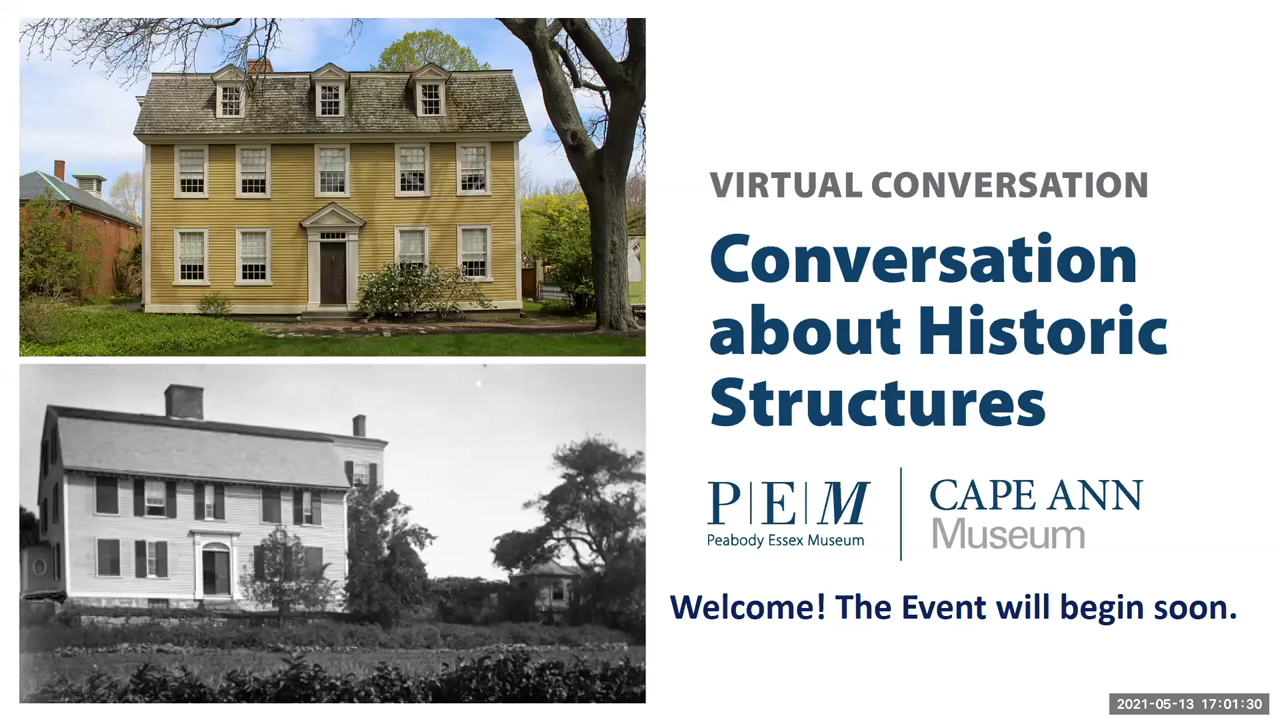 VIRTUAL CONVERSATION
Conversation
about Historic
Structures
P|E|M
Peabody Essex Museum
CAPE ANN
Museum
Welcome! The Event will begin soon.
2021-05-13 17:01:30